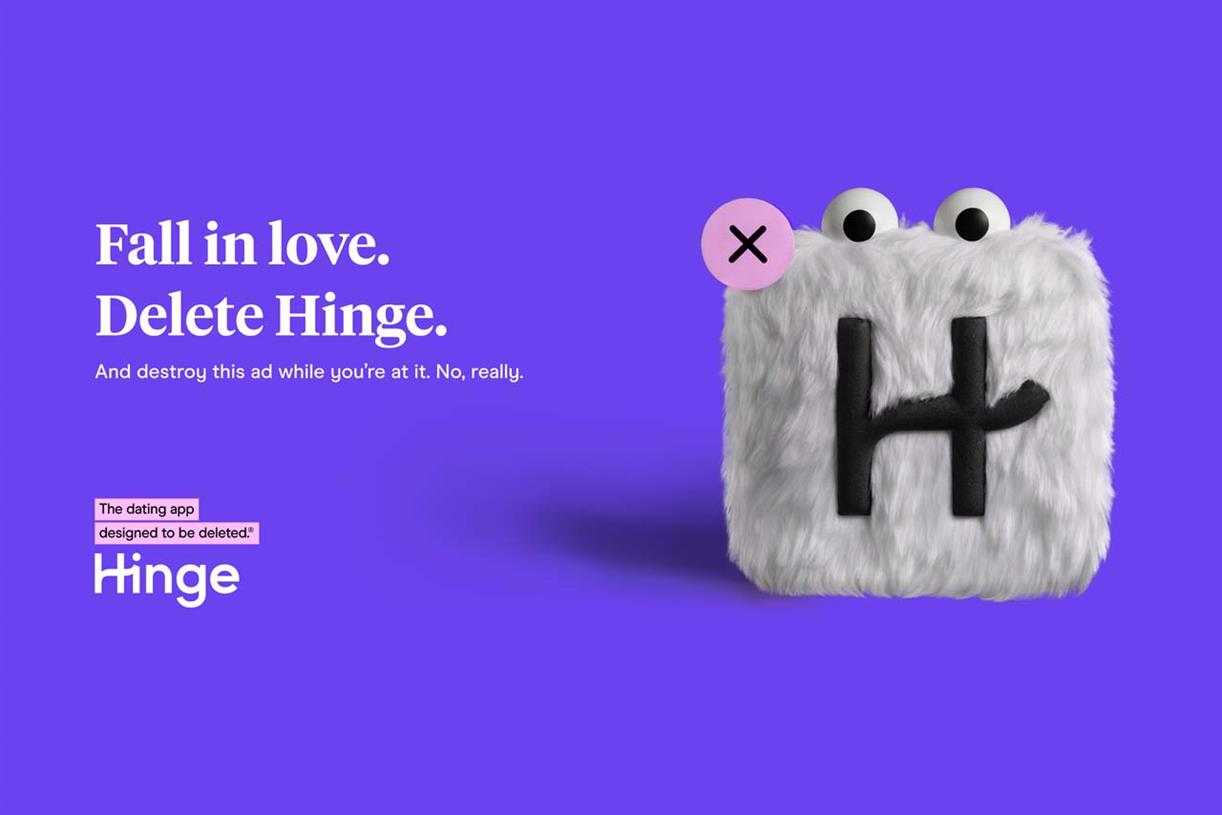 Fall in love.
Delete Hinge.
And destroy this ad while you're at it. No, really.
The dating app
designed to be deleted.®
Hinge
H